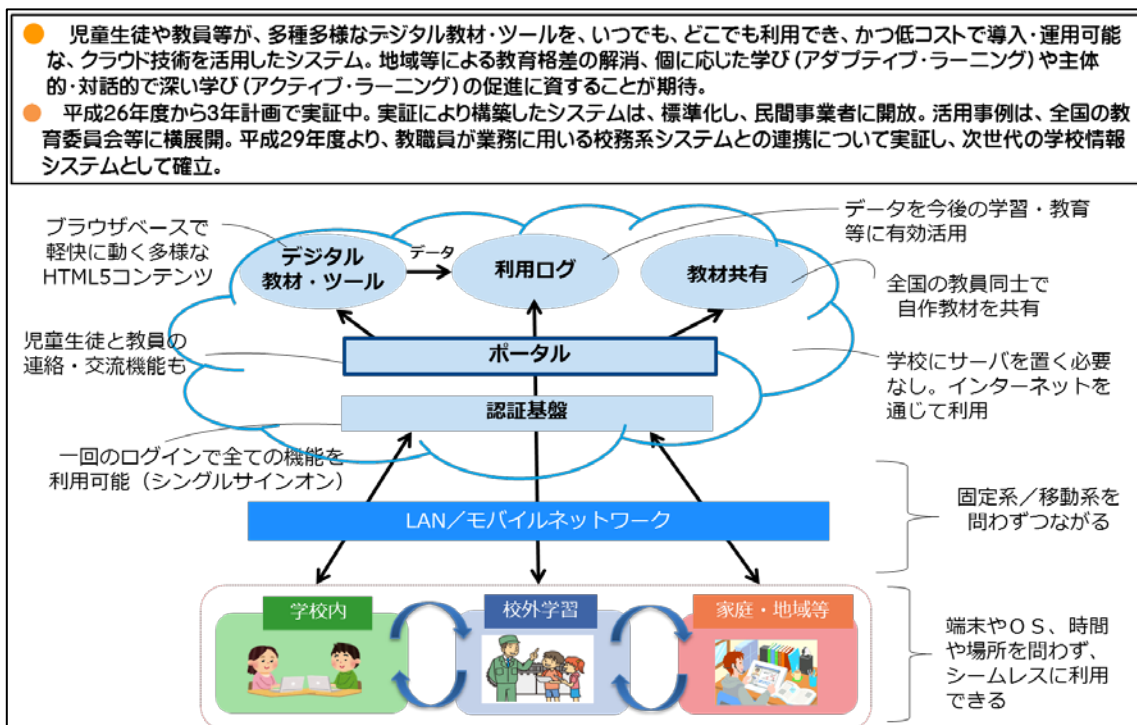 ● 児童生徒や教員等が、多種多様なデジタル教材・ツールを、いつでも、どこでも利用でき、かつ低コストで導入・運用可能
な、クラウド技術を活用したシステム。地域等による教育格差の解消、個に応じた学び(アダプティブ・ラーニング)や主体
的・対話的で深い学び(アクティブ・ラーニング)の促進に資することが期待。
● 平成26年度から3年計画で実証中。実証により構築したシステムは、標準化し、民間事業者に開放。活用事例は、全国の教
育委員会等に横展開。平成29年度より、教職員が業務に用いる校務系システムとの連携について実証し、次世代の学校情報
システムとして確立。
ブラウザベースで
軽快に動く多様な
HTML5コンテンツ
デジタル
教材・ツール
データ
利用ログ
教材共有
データを今後の学習・教育
等に有効活用
全国の教員同士で
自作教材を共有
児童生徒と教員の
連絡・交流機能も
ポータル
学校にサーバを置く必要
なし。インターネットを
通じて利用
認証基盤
一回のログインで全ての機能を
利用可能(シングルサインオン)
LAN/モバイルネットワーク
固定系/移動系を
問わずつながる
学校内
校外学習
家庭・地域等
端末やOS、時間
や場所を問わず、
シームレスに利用
できる